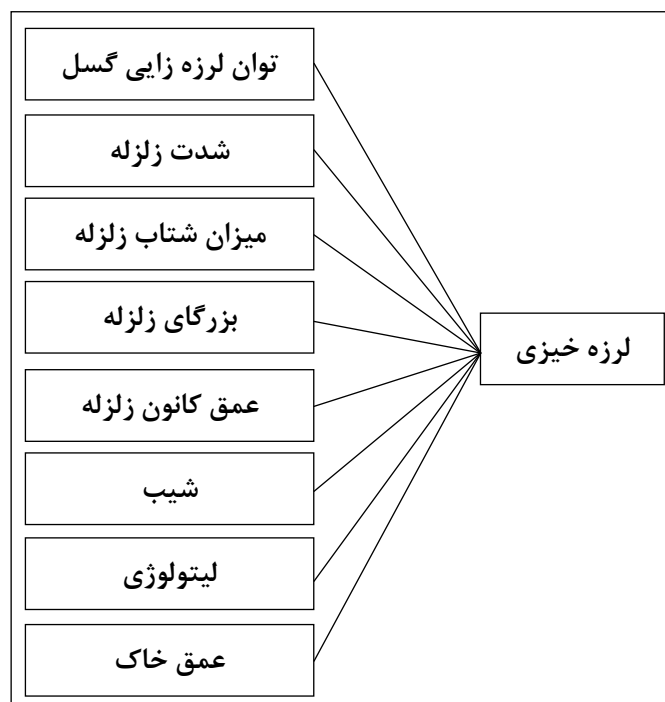 توان لرزه زایی گسل
شدت زلزله
میزان شتاب زلزله
بزرگای زلزله
لرزه خیزی
عمق کانون زلزله
شیب
لیتولوژی
عمق خاک